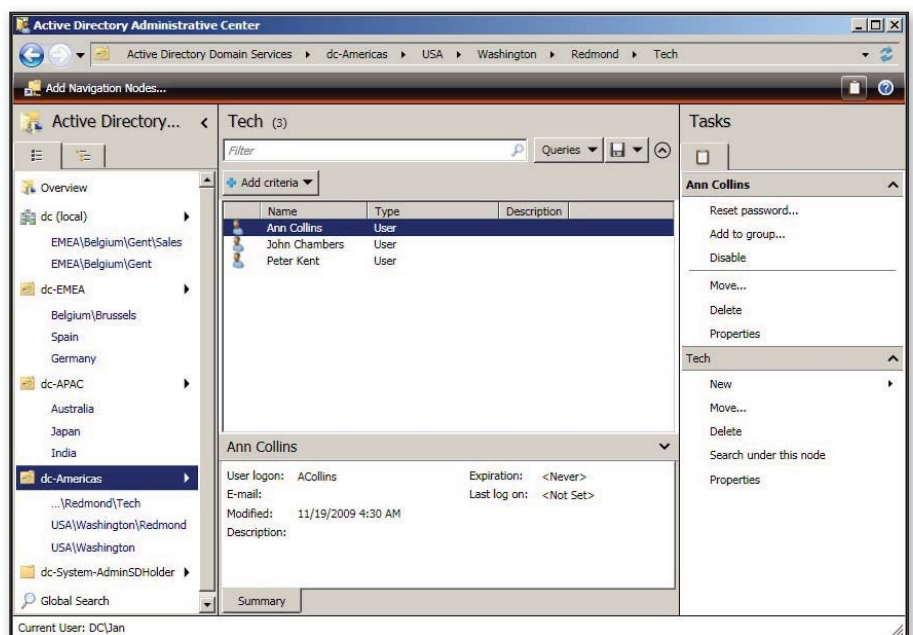 Active Directory Administrative Center
Active Directory Domain Services dc-Americas USA Washington Redmond Tech
Add Navigation Nodes...
Active Directory...
Overview
dc (local)
EMEA\Belgium\Gent\Sales
EMEA\Belgium\Gent
dc-EMEA
Belgium\Brussels
Spain
Germany
dc-APAC
Australia
Japan
India
dc-Americas
...\Redmond\Tech
USA\Washington\Redmond
USA\Washington
dc-System-AdminSDHolder
Global Search
Tech (3)
Filter
Queries
Add criteria
Name Type Description
Ann Collins User
John Chambers User
Peter Kent User
Ann Collins
User logon: ACollins Expiration: <Never>
E-mail: Last log on: <Not Set>
Modified: 11/19/2009 4:30 AM
Description:
Summary
Tasks
Ann Collins
Reset password...
Add to group...
Disable
Move...
Delete
Properties
Tech
New
Move...
Delete
Search under this node
Properties
Current User: DC\Jan